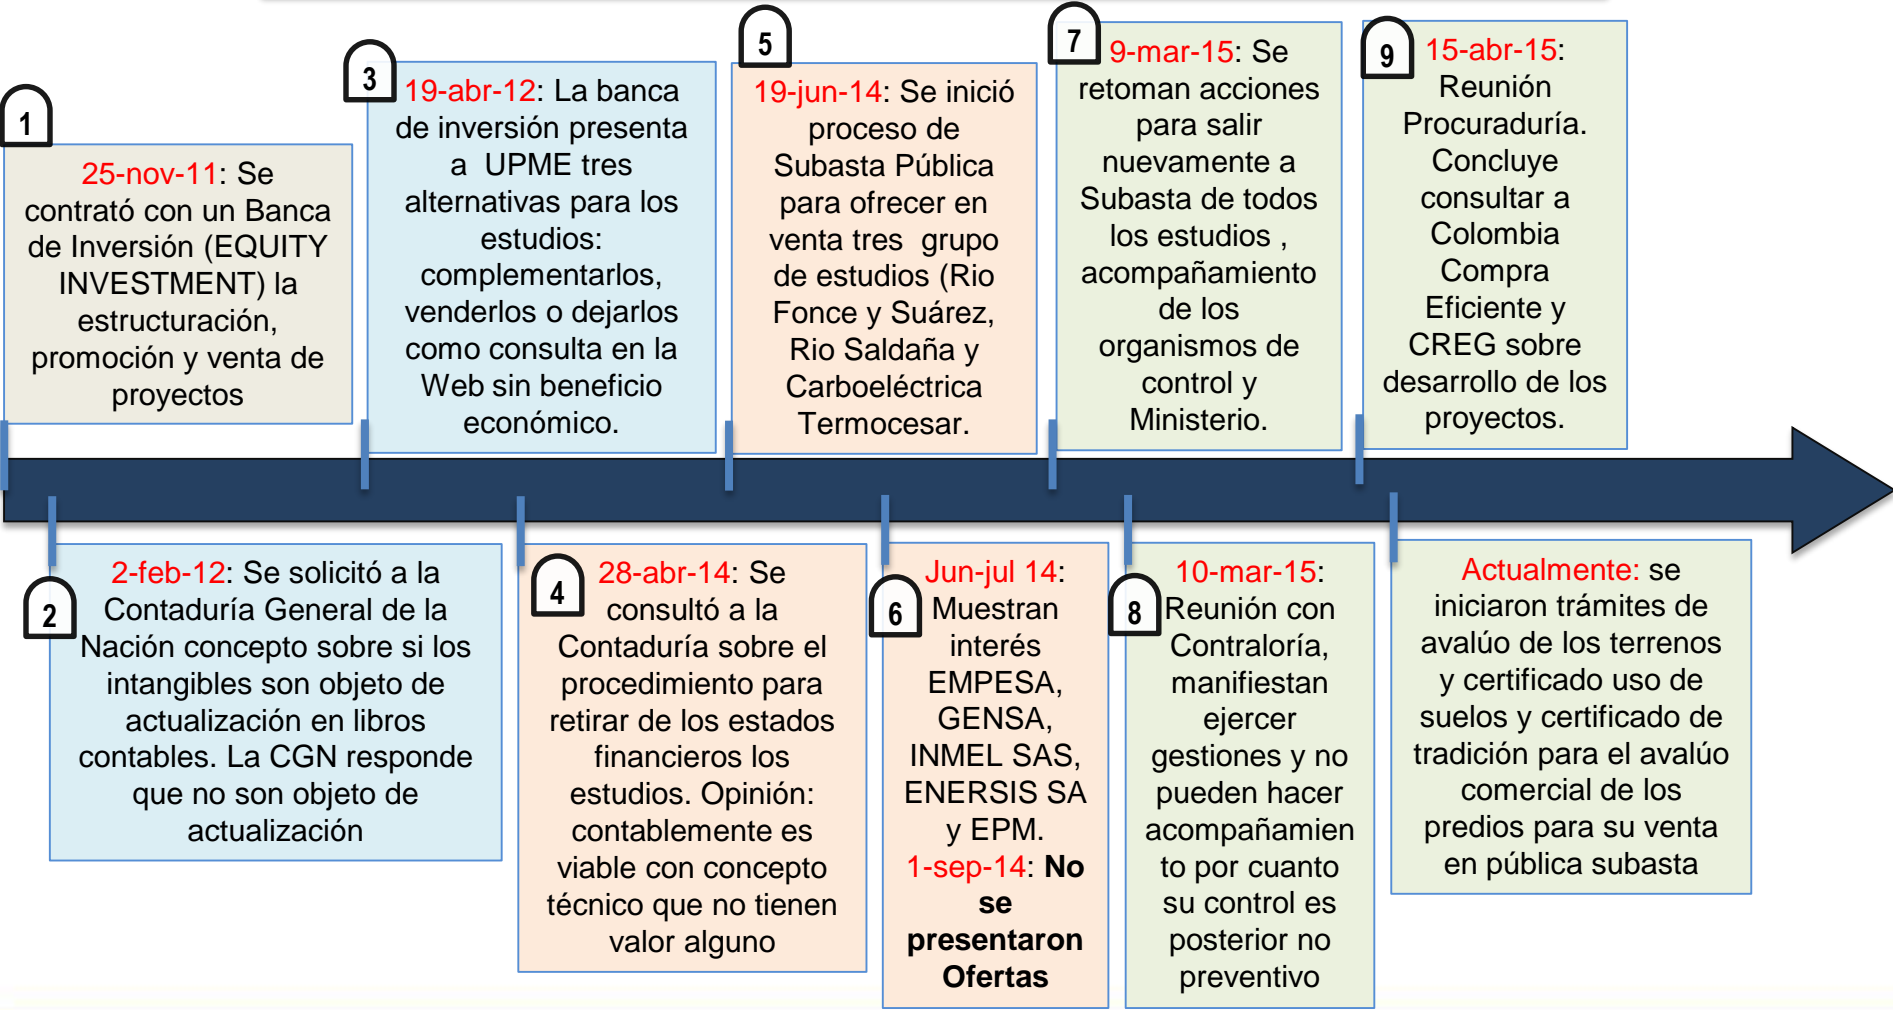 1
25-nov-11: Se
contrató con un Banca
de Inversión (EQUITY
INVESTMENT) la
estructuración,
promoción y venta de
proyectos
2
2-feb-12: Se solicitó a la
Contaduría General de la
Nación concepto sobre si los
intangibles son objeto de
actualización en libros
contables. La CGN responde
que no son objeto de
actualización
3
19-abr-12: La banca
de inversión presenta
a UPME tres
alternativas para los
estudios:
complementarlos,
venderlos o dejarlos
como consulta en la
Web sin beneficio
económico.
4
28-abr-14: Se
consultó a la
Contaduría sobre el
procedimiento para
retirar de los estados
financieros los
estudios. Opinión:
contablemente es
viable con concepto
técnico que no tienen
valor alguno
5
19-jun-14: Se inició
proceso de
Subasta Pública
para ofrecer en
venta tres grupo
de estudios (Rio
Fonce y Suárez,
Rio Saldaña y
Carboeléctrica
Termocesar.
6
Jun-jul 14:
Muestran
interés
EMPESA,
GENSA,
INMEL SAS,
ENERSIS SA
y EPM.
1-sep-14: No
se
presentaron
Ofertas
7
9-mar-15: Se
retoman acciones
para salir
nuevamente a
Subasta de todos
los estudios ,
acompañamiento
de los
organismos de
control y
Ministerio.
8
10-mar-15:
Reunión con
Contraloría,
manifiestan
ejercer
gestiones y no
pueden hacer
acompañamien
to por cuanto
su control es
posterior no
preventivo
9
15-abr-15:
Reunión
Procuraduría.
Concluye
consultar a
Colombia
Compra
Eficiente y
CREG sobre
desarrollo de los
proyectos.
Actualmente: se
iniciaron trámites de
avalúo de los terrenos
y certificado uso de
suelos y certificado de
tradición para el avalúo
comercial de los
predios para su venta
en pública subasta